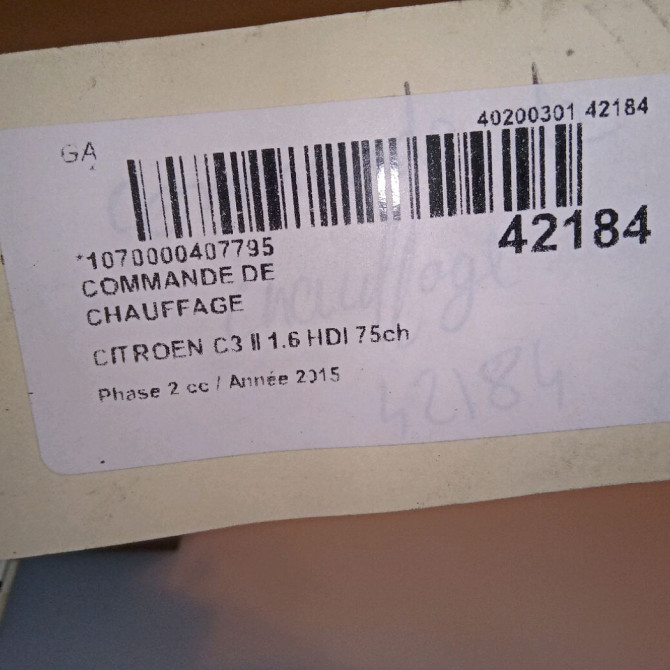 GA
40200301 42184
42184
*1070000407795
COMMANDE DE
CHAUFFAGE
CITROEN C3 II 1.6 HDI 75ch
Phase 2 cc / Année 2015
chauffage
42184